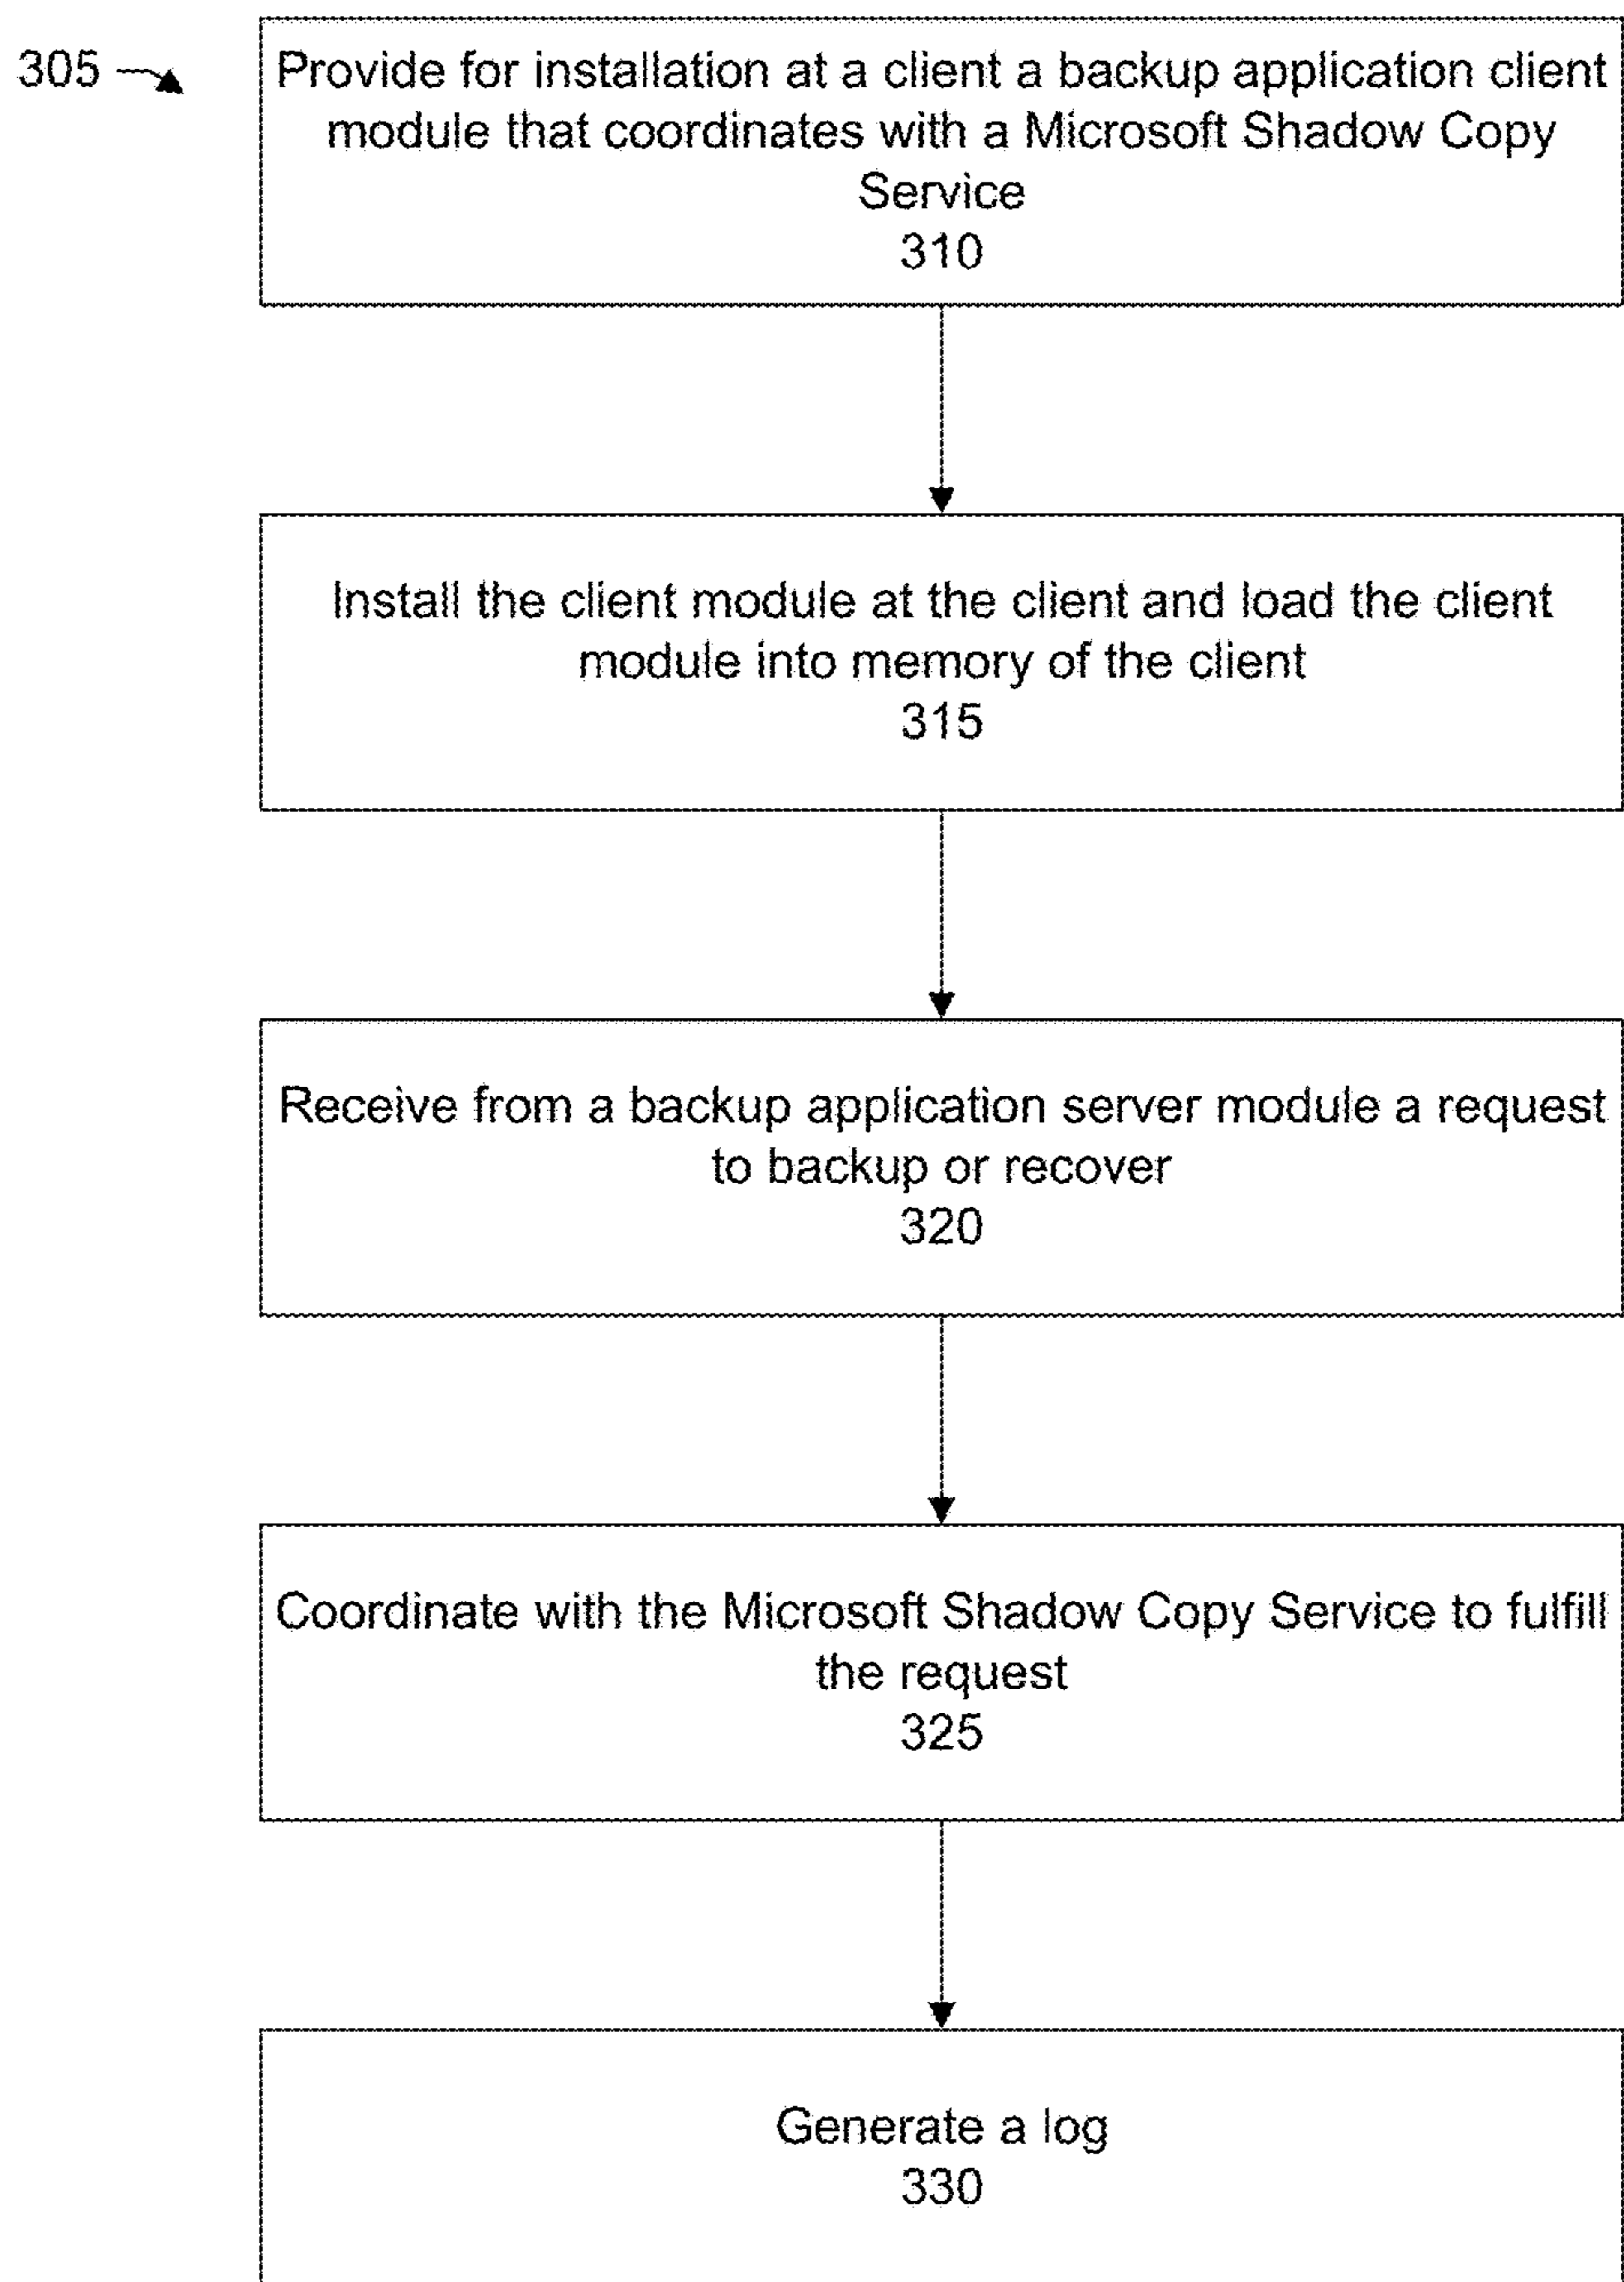 305
Provide for installation at a client a backup application client
module that coordinates with a Microsoft Shadow Copy
Service
310
Install the client module at the client and load the client
module into memory of the client
315
Receive from a backup application server module a request
to backup or recover
320
Coordinate with the Microsoft Shadow Copy Service to fulfill
the request
325
Generate a log
330